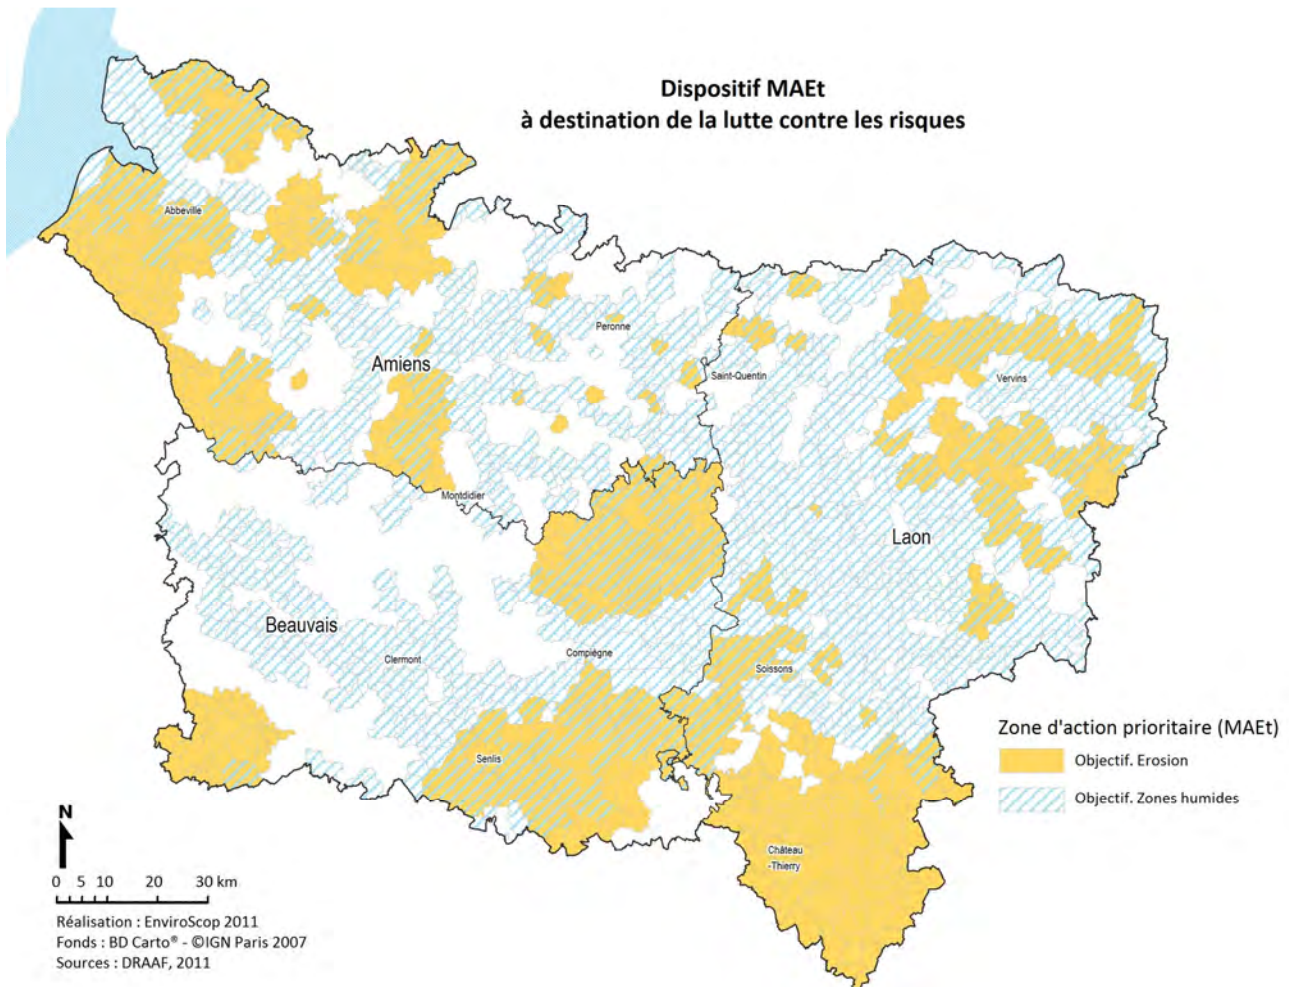 Dispositif MAEt
à destination de la lutte contre les risques
Abbeville
Peronne
Amiens
Saint-Quentin
Vervins
Montdidier
Laon
Beauvais
Clermont
Compiègne
Soissons
Senlis
Château
-Thierry
Zone d'action prioritaire (MAEt)
Objectif. Erosion
Objectif. Zones humides
N
0 5 10 20 30 km
Réalisation : EnviroScop 2011
Fonds : BD Carto® - ©IGN Paris 2007
Sources : DRAAF, 2011